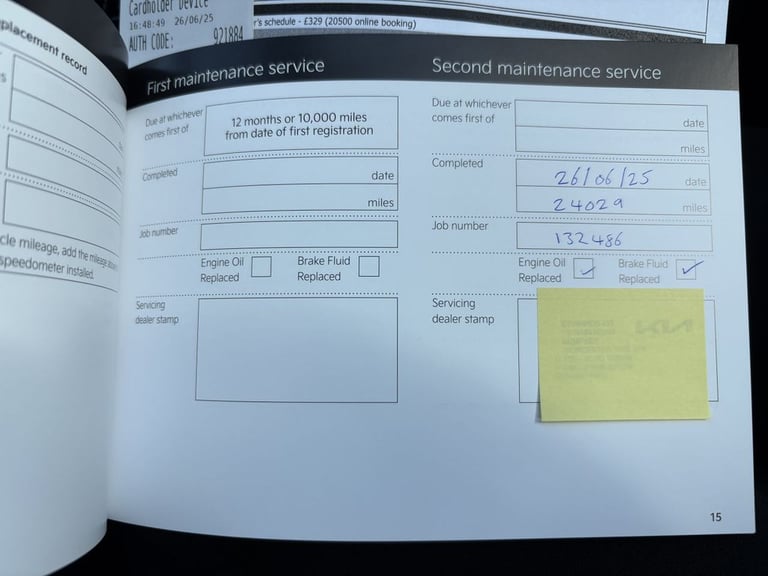 Cardholder Device
16:48:49 26/06/25
AUTH CODE: 921884
r's schedule - £329 (20500 online booking)
placement record
cle mileage, add the mileage
speedometer installed.
First maintenance service
Due at whichever
comes first of
12 months or 10,000 miles
from date of first registration
Completed
date
miles
Job number
Engine Oil
Replaced
Brake Fluid
Replaced
Servicing
dealer stamp
Second maintenance service
Due at whichever
comes first of
date
miles
Completed
26/06/25 date
24029 miles
Job number
132486
Engine Oil
Replaced
Brake Fluid
Replaced
Servicing
dealer stamp
15